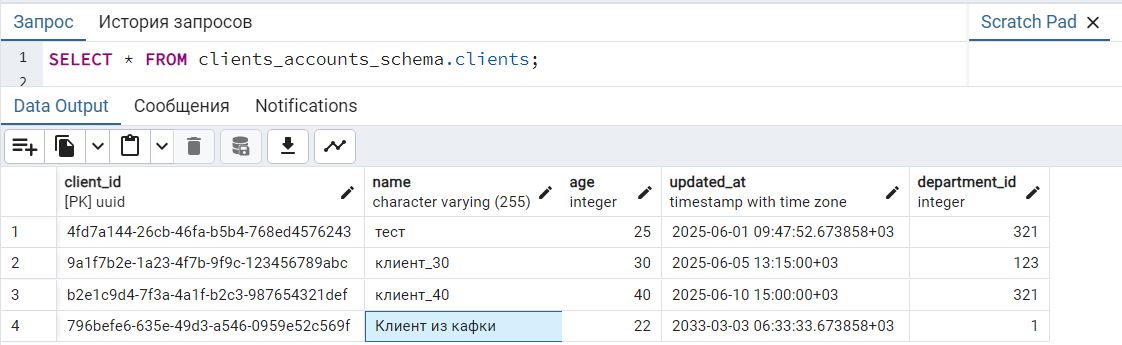 Запрос История запросов Scratch Pad ×
1 SELECT * FROM clients_accounts_schema.clients;
2
Data Output Сообщения Notifications
client_id name age updated_at department_id
[PK] uuid character varying (255) integer timestamp with time zone integer
1 4fd7a144-26cb-46fa-b5b4-768ed4576243 тест 25 2025-06-01 09:47:52.673858+03 321
2 9a1f7b2e-1a23-4f7b-9f9c-123456789abc клиент_30 30 2025-06-05 13:15:00+03 123
3 b2e1c9d4-7f3a-4a1f-b2c3-987654321def клиент_40 40 2025-06-10 15:00:00+03 321
4 796befe6-635e-49d3-a546-0959e52c569f Клиент из кафки 22 2033-03-03 06:33:33.673858+03 1